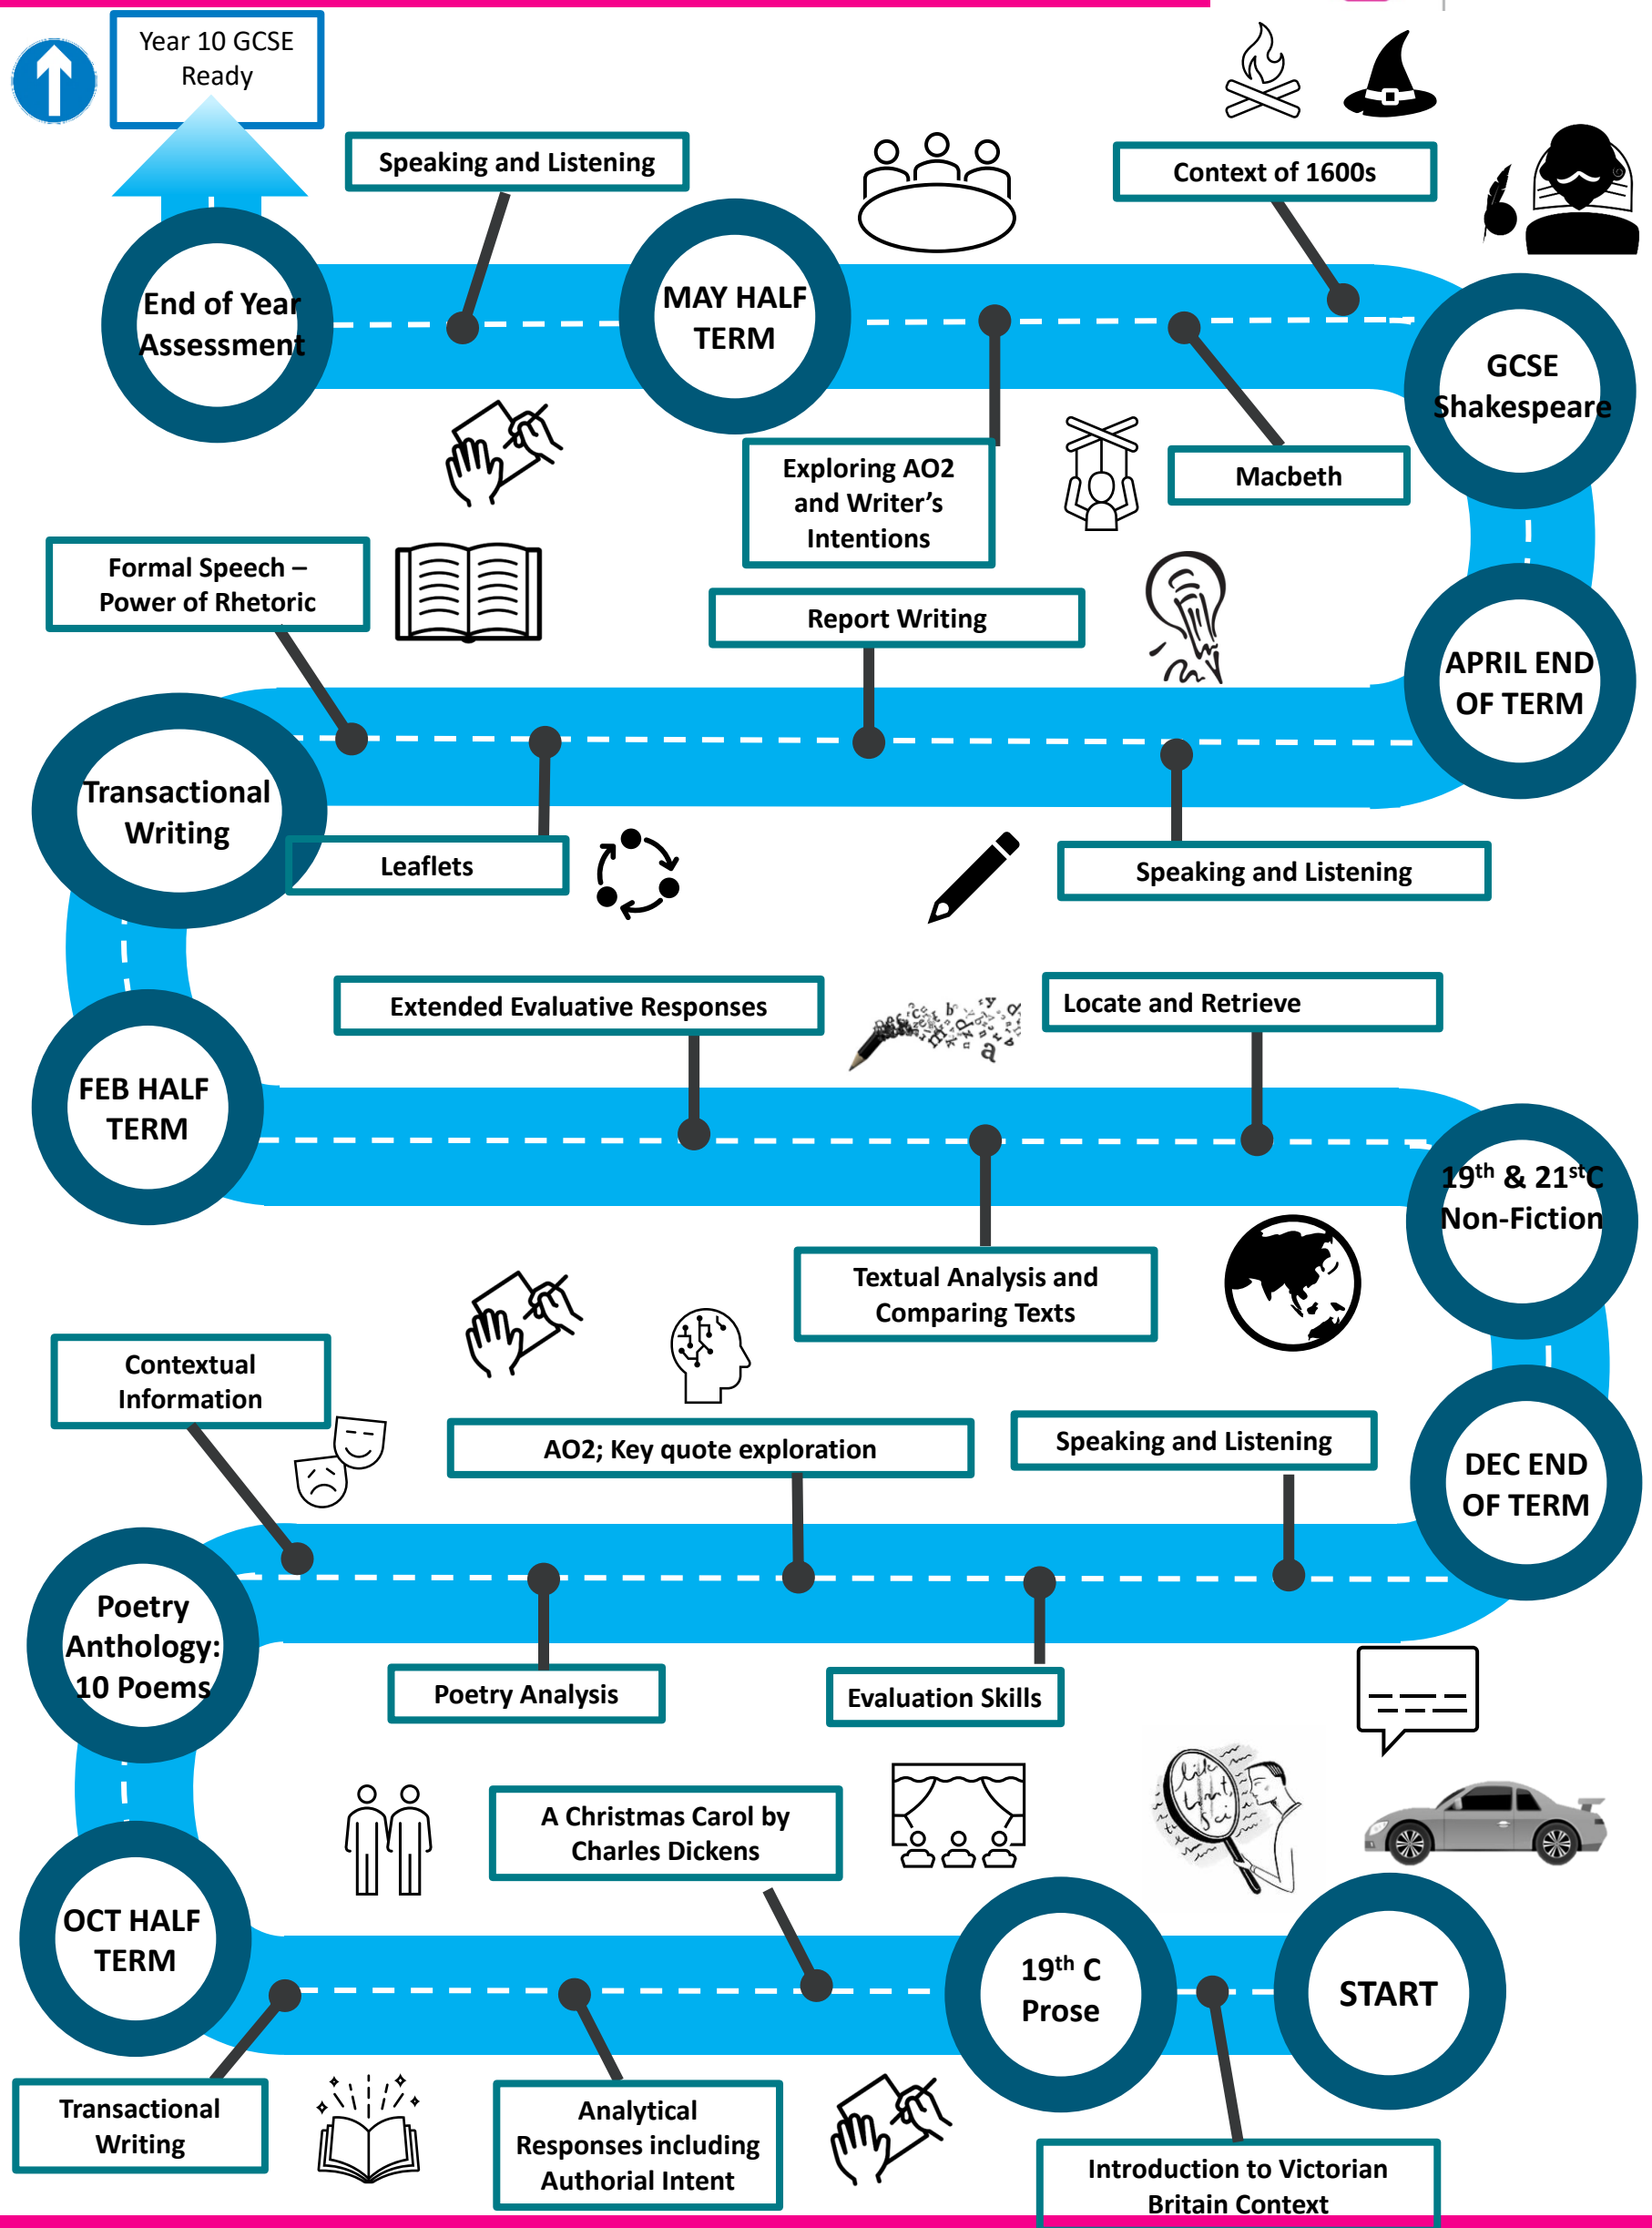 Year 10 GCSE
Ready
Speaking and Listening
Context of 1600s
End of Year
Assessment
MAY HALF
TERM
GCSE
Shakespeare
Exploring AO2
and Writer's
Intentions
Macbeth
Formal Speech –
Power of Rhetoric
Report Writing
APRIL END
OF TERM
Transactional
Writing
Leaflets
Speaking and Listening
Extended Evaluative Responses
Locate and Retrieve
FEB HALF
TERM
19th & 21stC
Non-Fiction
Textual Analysis and
Comparing Texts
Contextual
Information
AO2; Key quote exploration
Speaking and Listening
DEC END
OF TERM
Poetry
Anthology:
10 Poems
Poetry Analysis
Evaluation Skills
A Christmas Carol by
Charles Dickens
OCT HALF
TERM
19th C
Prose
START
Transactional
Writing
Analytical
Responses including
Authorial Intent
Introduction to Victorian
Britain Context